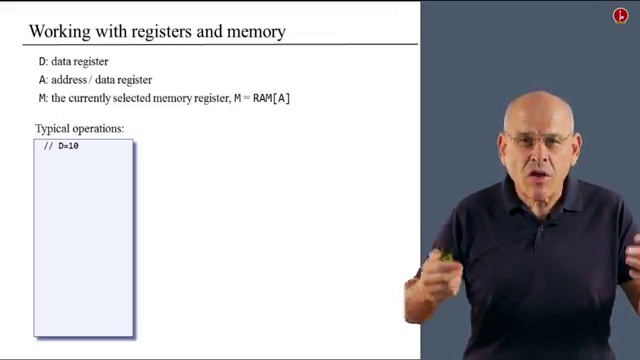 Working with registers and memory
D: data register
A: address / data register
M: the currently selected memory register, M = RAM[A]
Typical operations:
// D=10